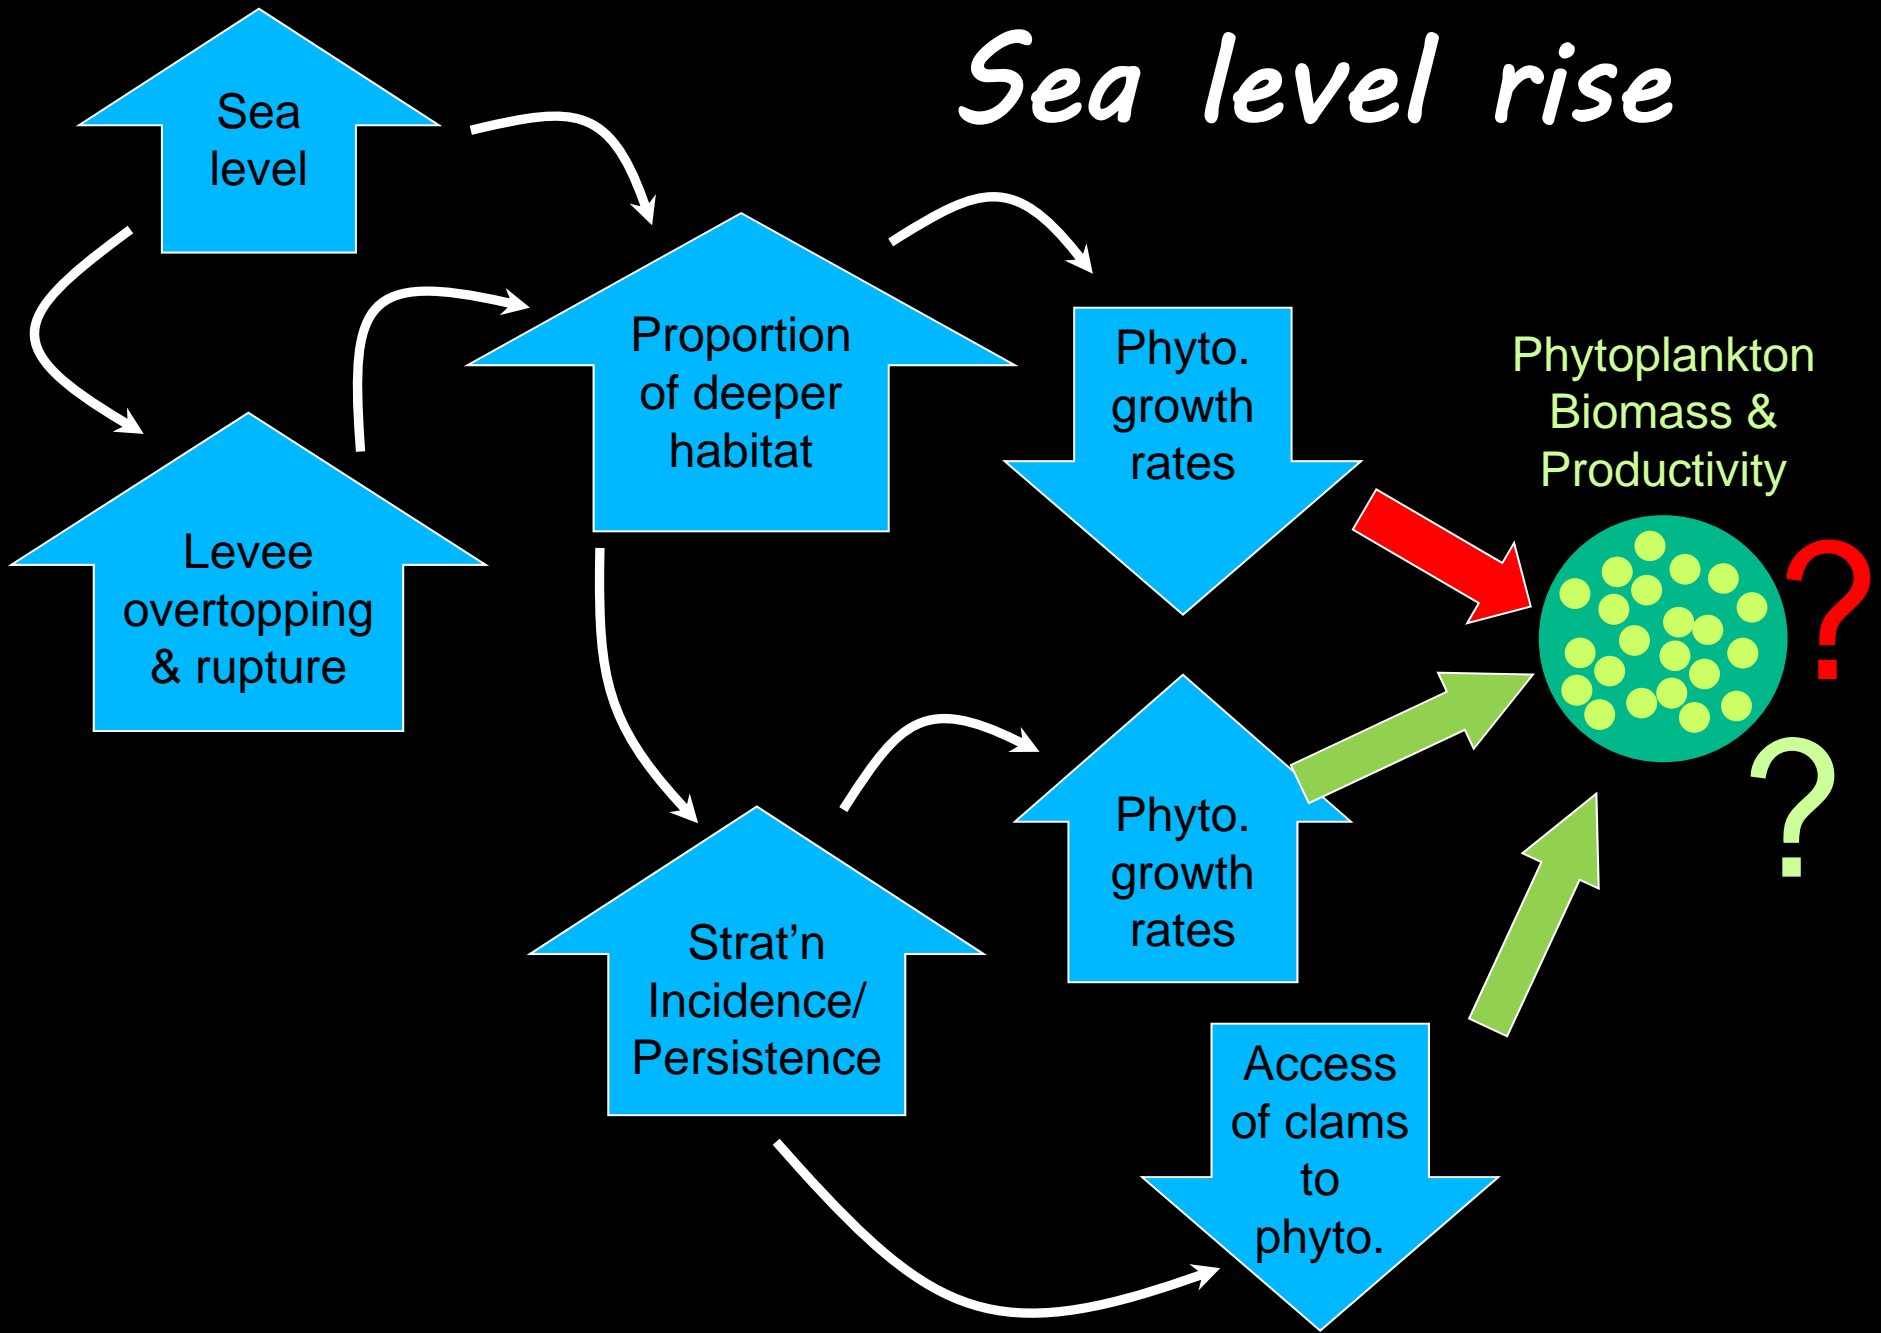 Sea level rise
Sea
level
Proportion
of deeper
habitat
Phyto.
growth
rates
Phytoplankton
Biomass &
Productivity
?
?
Levee
overtopping
& rupture
Phyto.
growth
rates
Strat’n
Incidence/
Persistence
Access
of clams
to
phyto.